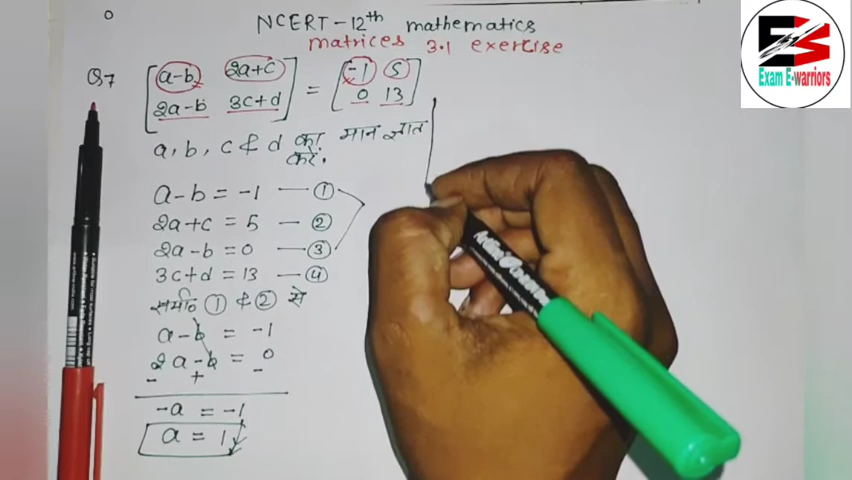 NCERT-12th mathematics
matrices 3.1 exercise
Exam E-warriors
Q7 [a-b 2a+c] = [-1 5]
[2a-b 3c+d] [0 13]
a, b, c & d का मान ज्ञात
करें.
a-b = -1 — ①
2a+c = 5 — ②
2a-b = 0 — ③
3c+d = 13 — ④
समी० ① & ② से
a-b = -1
2a-b = 0
- + -
-a = -1
a = 1